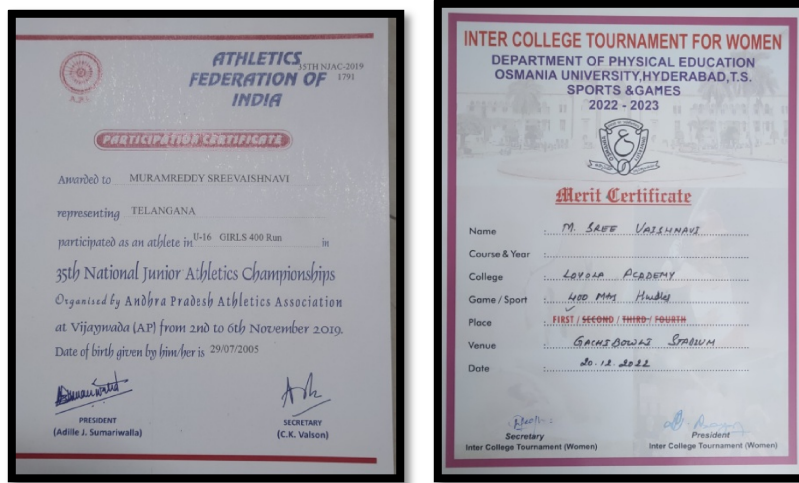 ATHLETICS
35TH NJAC-2019
FEDERATION OF 1791
INDIA
A.F.I.
PARTICIPATION CERTIFICATE
Awarded to MURAMREDDY SREEVAISHNAVI
representing TELANGANA
participated as an athlete in U-16 GIRLS 400 Run in
35th National Junior Athletics Championships
Organised by Andhra Pradesh Athletics Association
at Vijaywada (AP) from 2nd to 6th November 2019.
Date of birth given by him/her is 29/07/2005
PRESIDENT
(Adille J. Sumariwalla)
SECRETARY
(C.K. Valson)
INTER COLLEGE TOURNAMENT FOR WOMEN
DEPARTMENT OF PHYSICAL EDUCATION
OSMANIA UNIVERSITY,HYDERABAD,T.S.
SPORTS &GAMES
2022 - 2023
Merit Certificate
Name : M. SREE VAISHNAVI
Course & Year :
College : LOYOLA ACADEMY
Game / Sport : 400 Mts Hurdles
Place : FIRST / SECOND / THIRD / FOURTH
Venue : GACHIBOWLI STADIUM
Date : 20.12.2022
Secretary
Inter College Tournament (Women)
President
Inter College Tournament (Women)